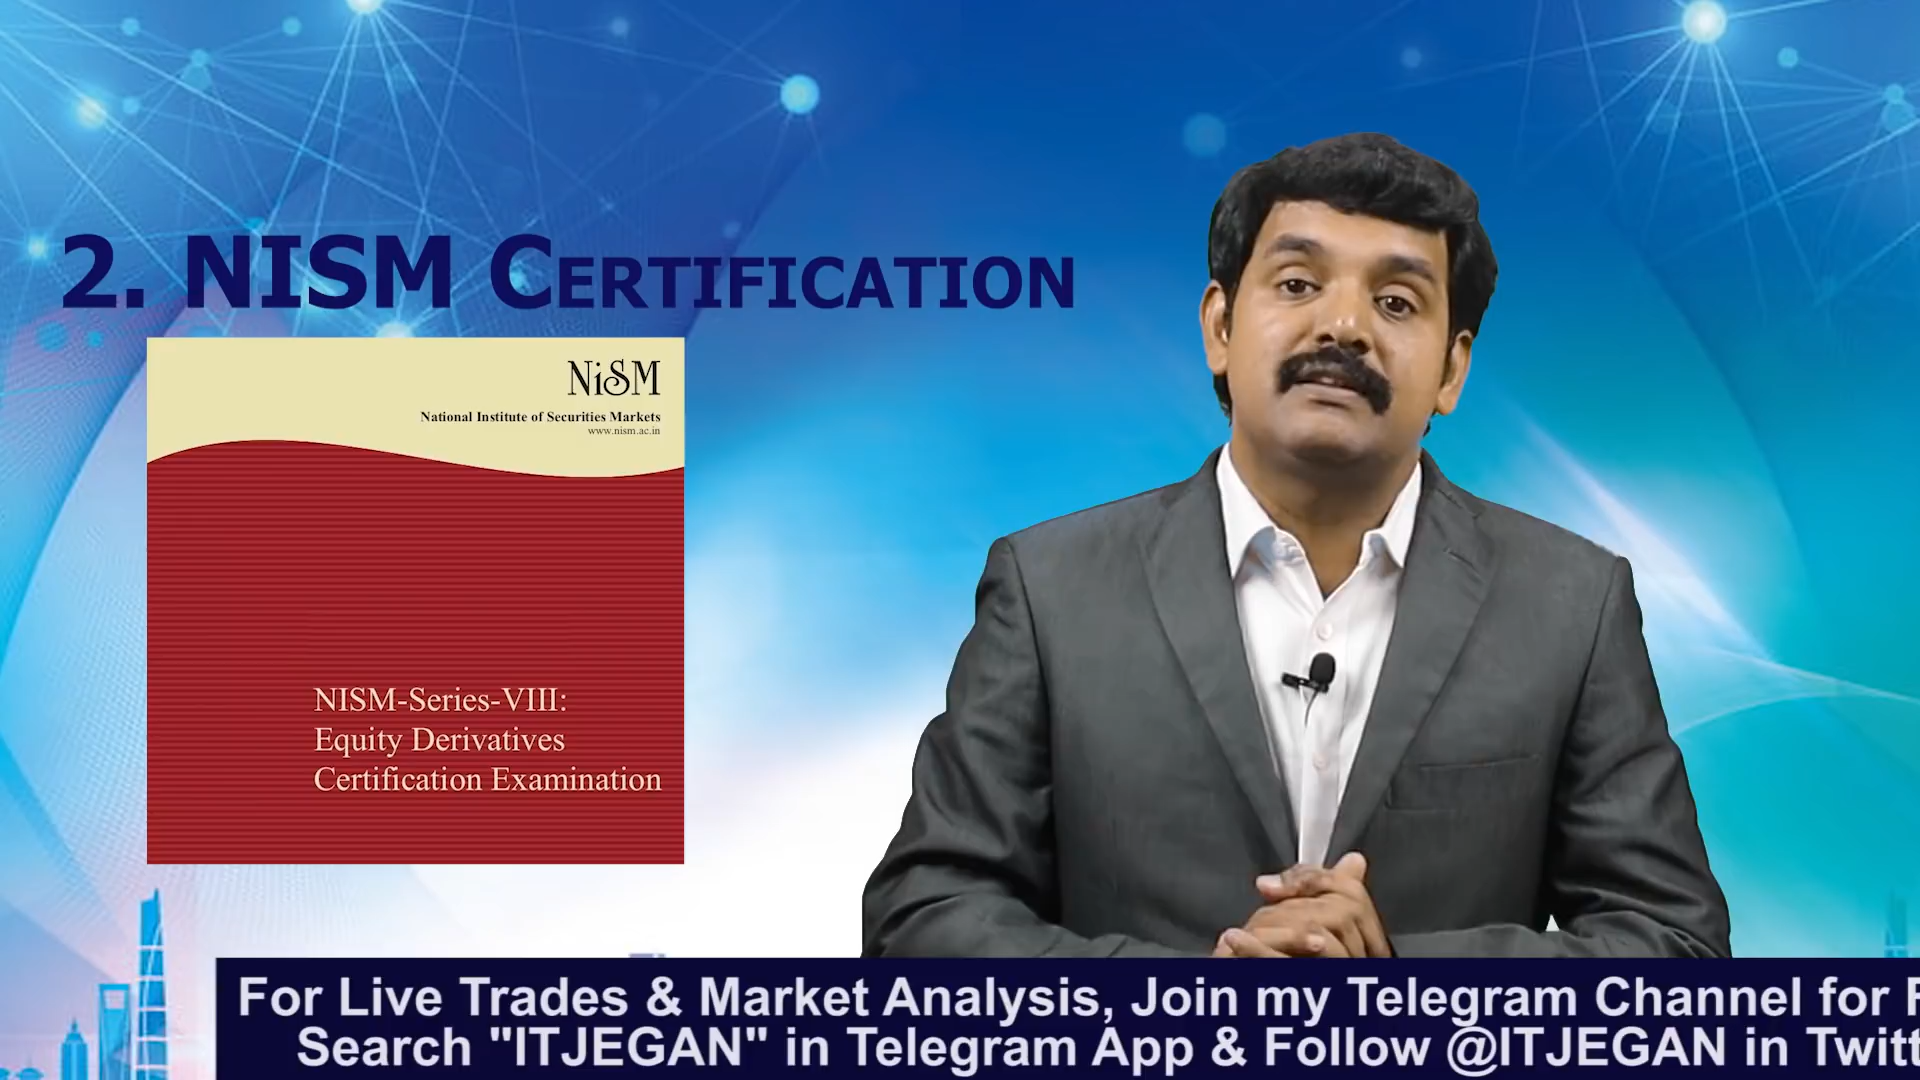 2. NISM CERTIFICATION
NiSM
National Institute of Securities Markets
www.nism.ac.in
NISM-Series-VIII:
Equity Derivatives
Certification Examination
For Live Trades & Market Analysis, Join my Telegram Channel for
Search "ITJEGAN" in Telegram App & Follow @ITJEGAN in